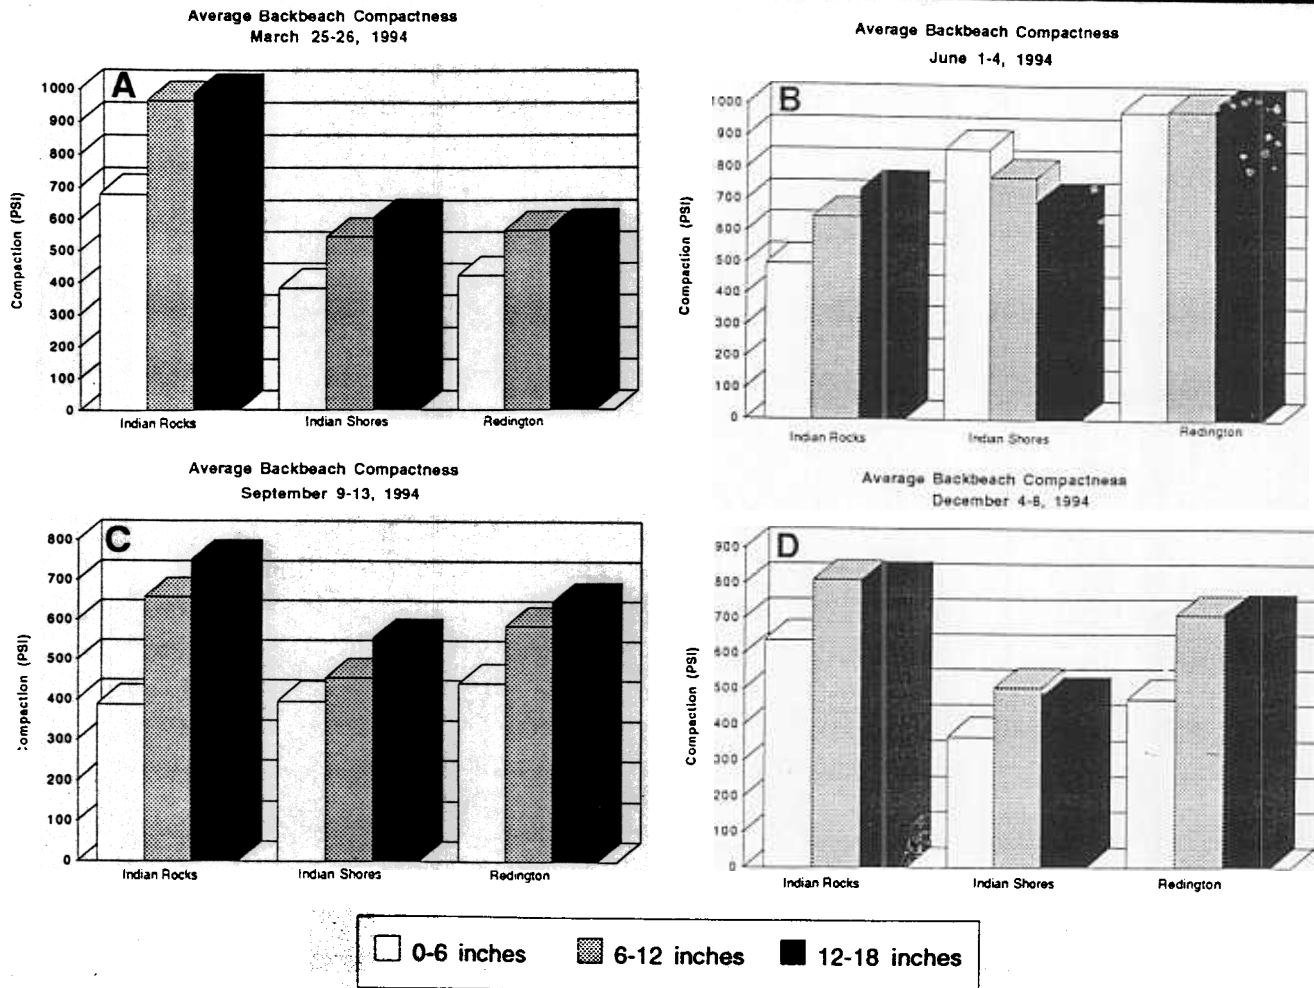 Average Backbeach Compactness
March 25-26, 1994
A
Compaction (PSI)
1000
900
800
700
600
500
400
300
200
100
0
Indian Rocks
Indian Shores
Redington
Average Backbeach Compactness
June 1-4, 1994
B
Compaction (PSI)
1000
900
800
700
600
500
400
300
200
100
0
Indian Rocks
Indian Shores
Redington
Average Backbeach Compactness
September 9-13, 1994
C
Compaction (PSI)
800
700
600
500
400
300
200
100
0
Indian Rocks
Indian Shores
Redington
Average Backbeach Compactness
December 4-8, 1994
D
Compaction (PSI)
900
800
700
600
500
400
300
200
100
0
Indian Rocks
Indian Shores
Redington
0-6 inches
6-12 inches
12-18 inches